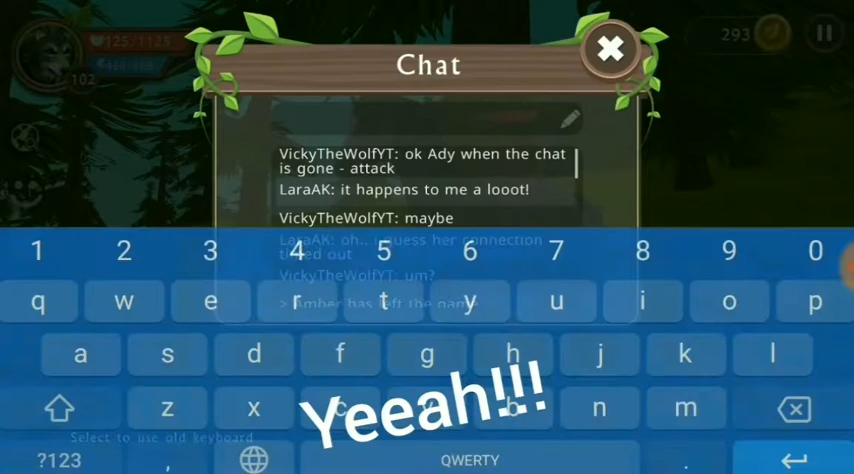 125/1125
102
293
Chat
VickyTheWolfYT: ok Ady when the chat
is gone - attack
LaraAK: it happens to me a looot!
VickyTheWolfYT: maybe
LaraAK: oh.. i guess her connection
timed out
VickyTheWolfYT: um?
> Amber has left the game
1 2 3 4 5 6 7 8 9 0
q w e r t y u i o p
a s d f g h j k l
z x c v b n m
Yeeah!!!
Select to use old keyboard
?123 , QWERTY .